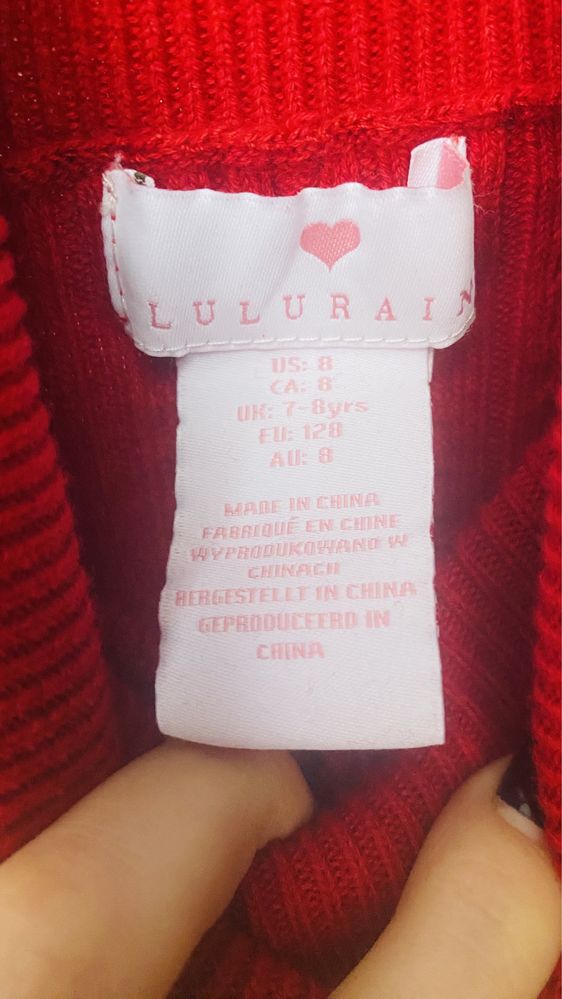 LULURAIN
US: 8
CA: 8
UK: 7-8yrs
EU: 128
AU: 8
MADE IN CHINA
FABRIQUÉ EN CHINE
WYPRODUKOWANO W
CHINACH
HERGESTELLT IN CHINA
GEPRODUCEERD IN
CHINA